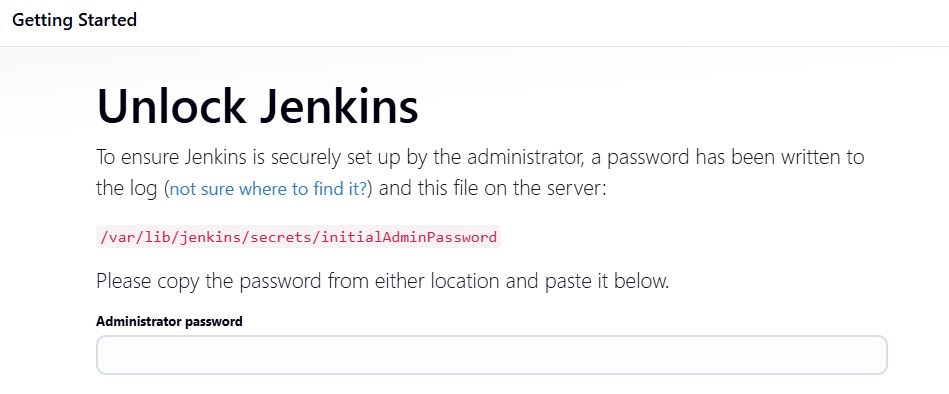 Getting Started
Unlock Jenkins
To ensure Jenkins is securely set up by the administrator, a password has been written to
the log (not sure where to find it?) and this file on the server:
/var/lib/jenkins/secrets/initialAdminPassword
Please copy the password from either location and paste it below.
Administrator password